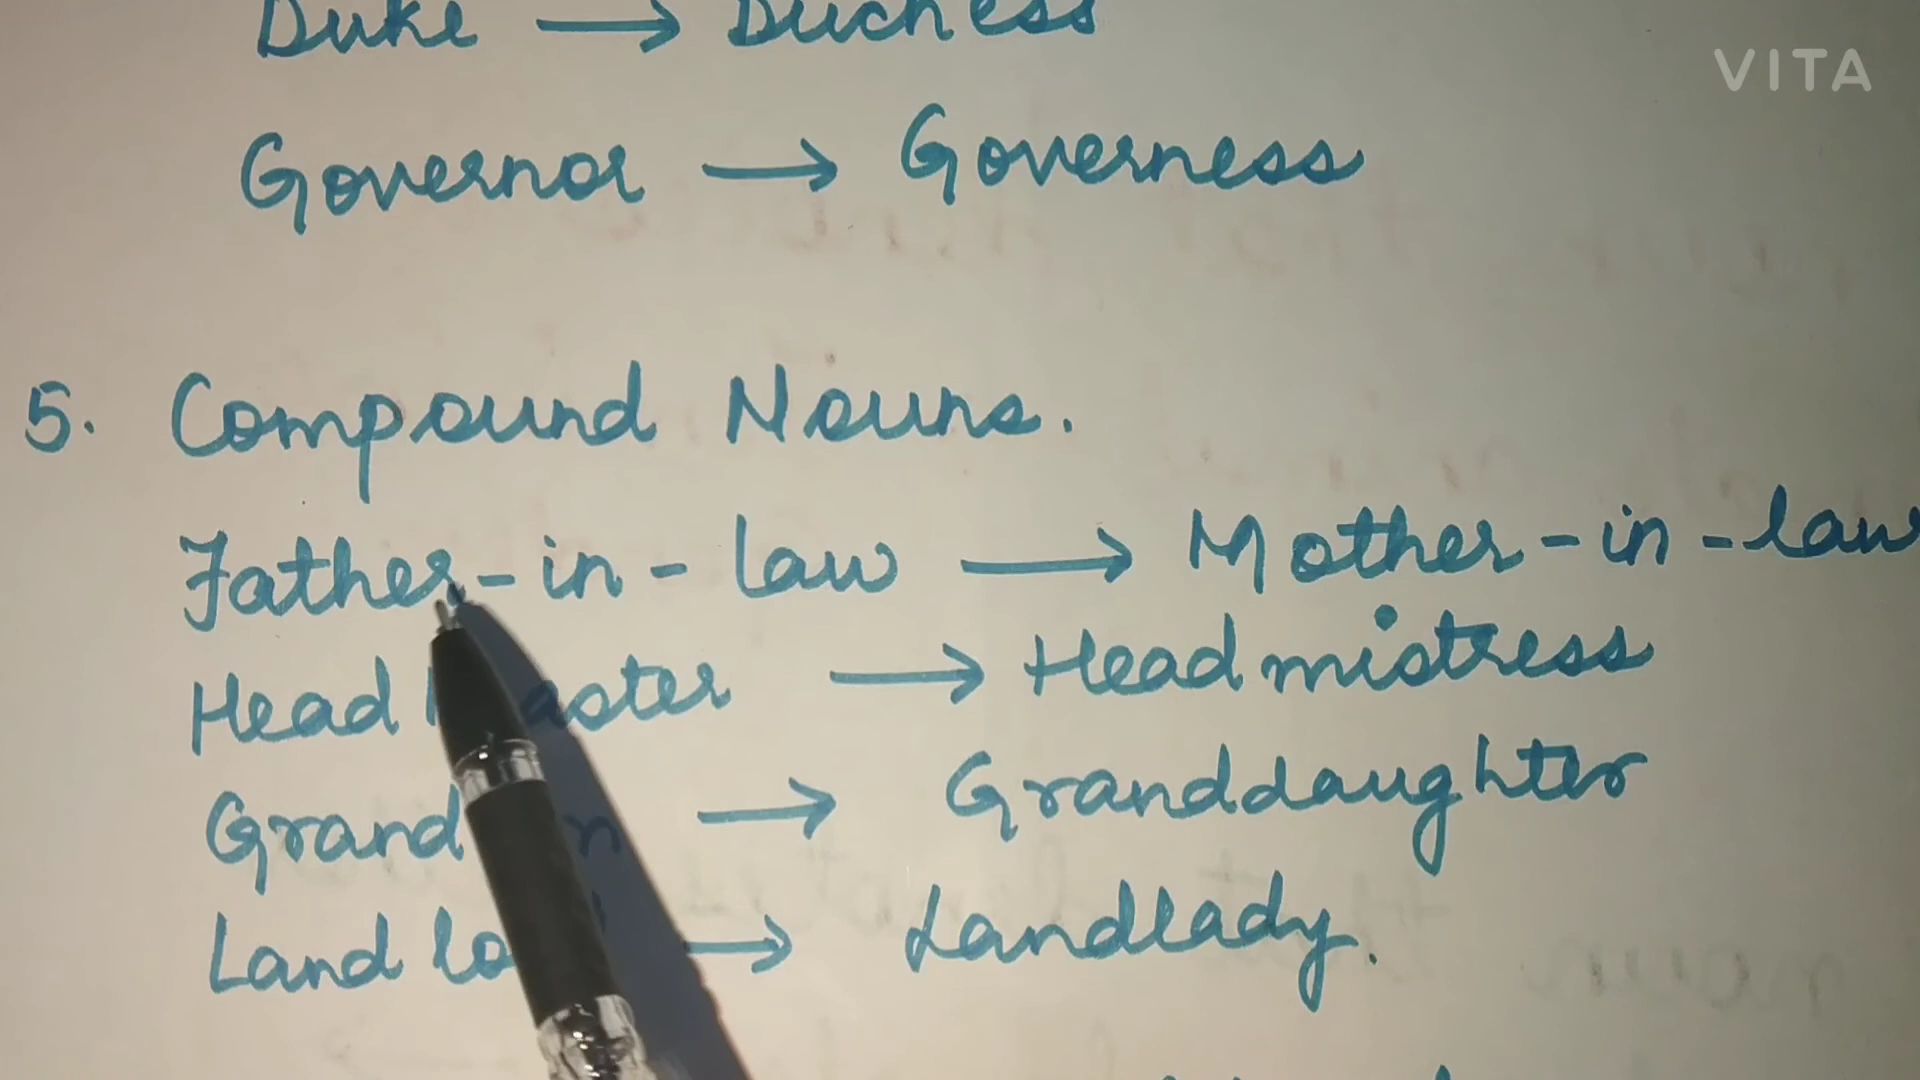 Duke → Duchess
VITA
Governor → Governess
5. Compound Nouns.
Father-in-law → Mother-in-law
Head → Headmistress
→ Granddaughter
Land → Landlady.